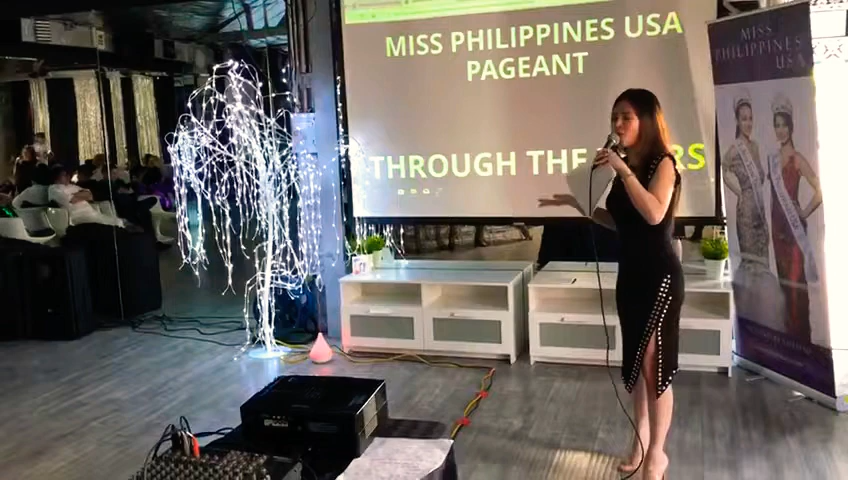 MISS PHILIPPINES USA
PAGEANT
THROUGH THE
MISS
PHILIPPINES
USA